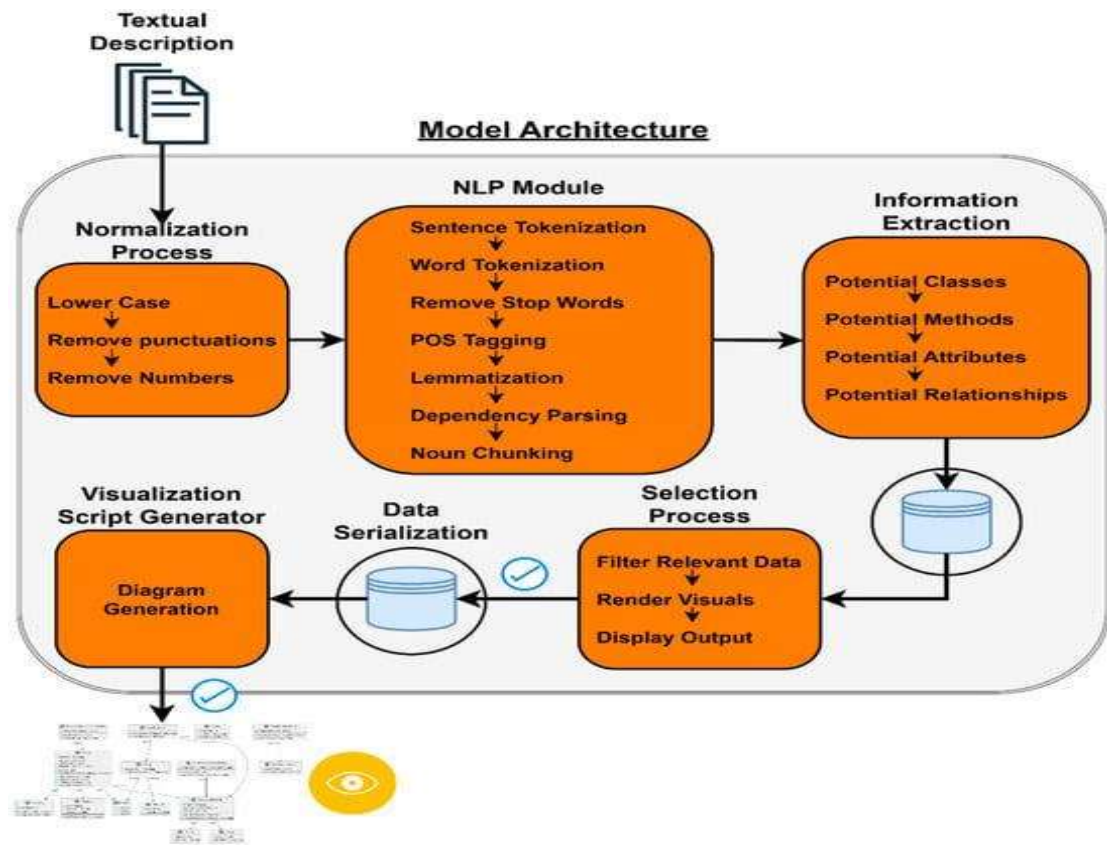 Textual
Description
Model Architecture
Normalization
Process
Lower Case
Remove punctuations
Remove Numbers
NLP Module
Sentence Tokenization
Word Tokenization
Remove Stop Words
POS Tagging
Lemmatization
Dependency Parsing
Noun Chunking
Information
Extraction
Potential Classes
Potential Methods
Potential Attributes
Potential Relationships
Selection
Process
Filter Relevant Data
Render Visuals
Display Output
Data
Serialization
Visualization
Script Generator
Diagram
Generation